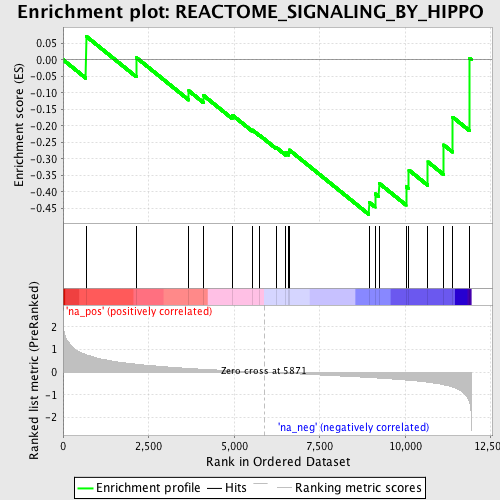 Enrichment plot: REACTOME_SIGNALING_BY_HIPPO
Enrichment score (ES)
0.05
0.00
-0.05
-0.10
-0.15
-0.20
-0.25
-0.30
-0.35
-0.40
-0.45
'na_pos' (positively correlated)
Ranked list metric (PreRanked)
2
1
0
-1
-2
Zero cross at 5871
'na_neg' (negatively correlated)
0
2,500
5,000
7,500
10,000
12,500
Rank in Ordered Dataset
Enrichment profile
Hits
Ranking metric scores